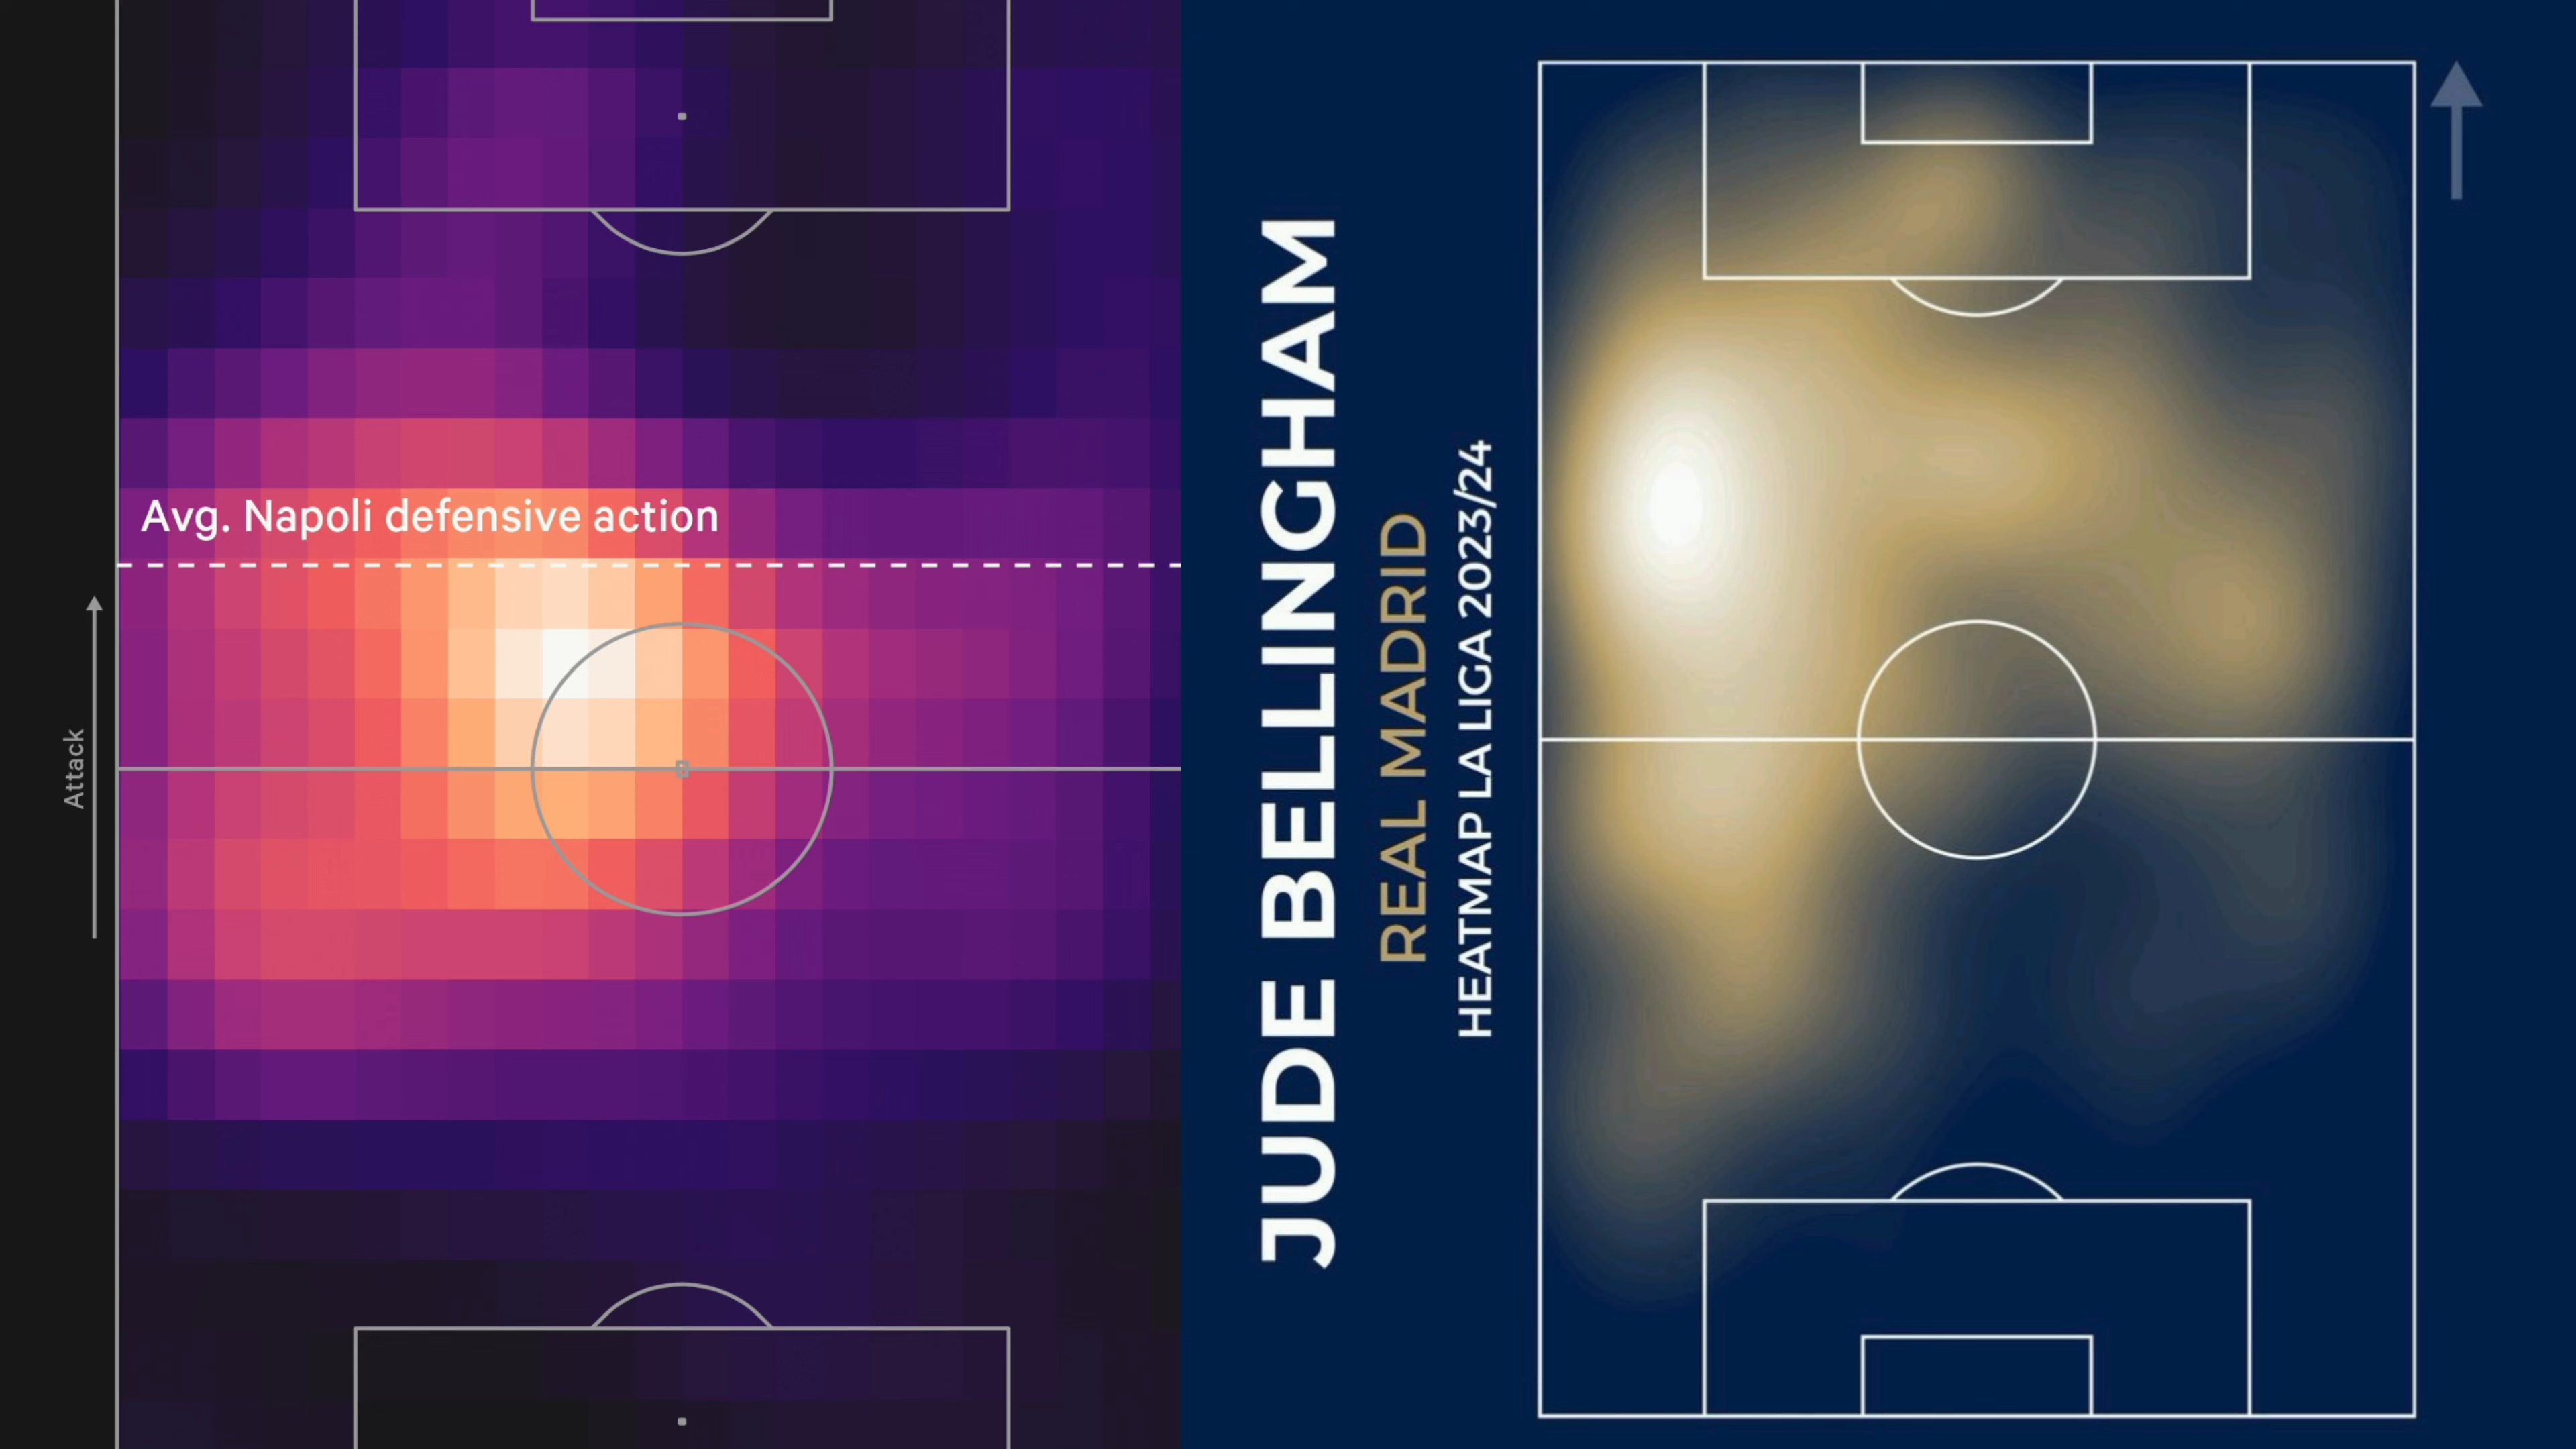 Avg. Napoli defensive action
Attack
JUDE BELLINGHAM
REAL MADRID
HEATMAP LA LIGA 2023/24